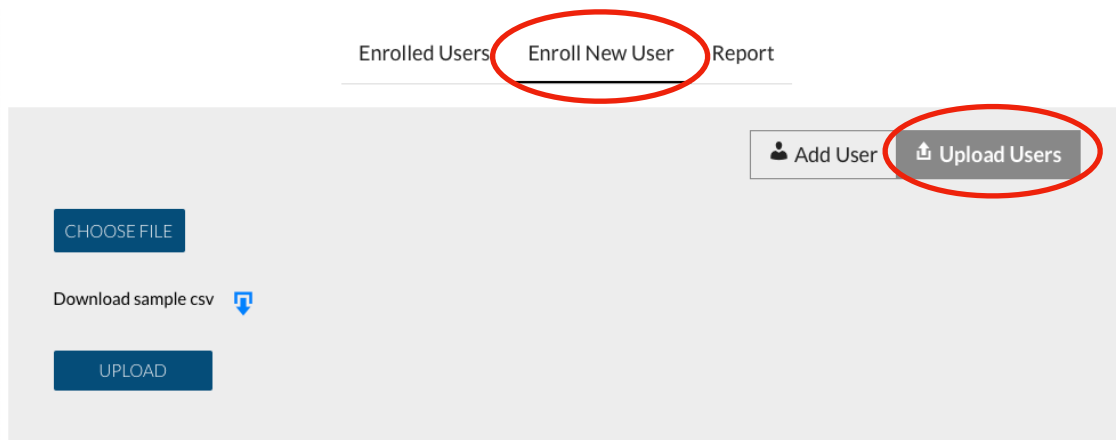 Enrolled Users Enroll New User Report
Add User Upload Users
CHOOSE FILE
Download sample csv
UPLOAD